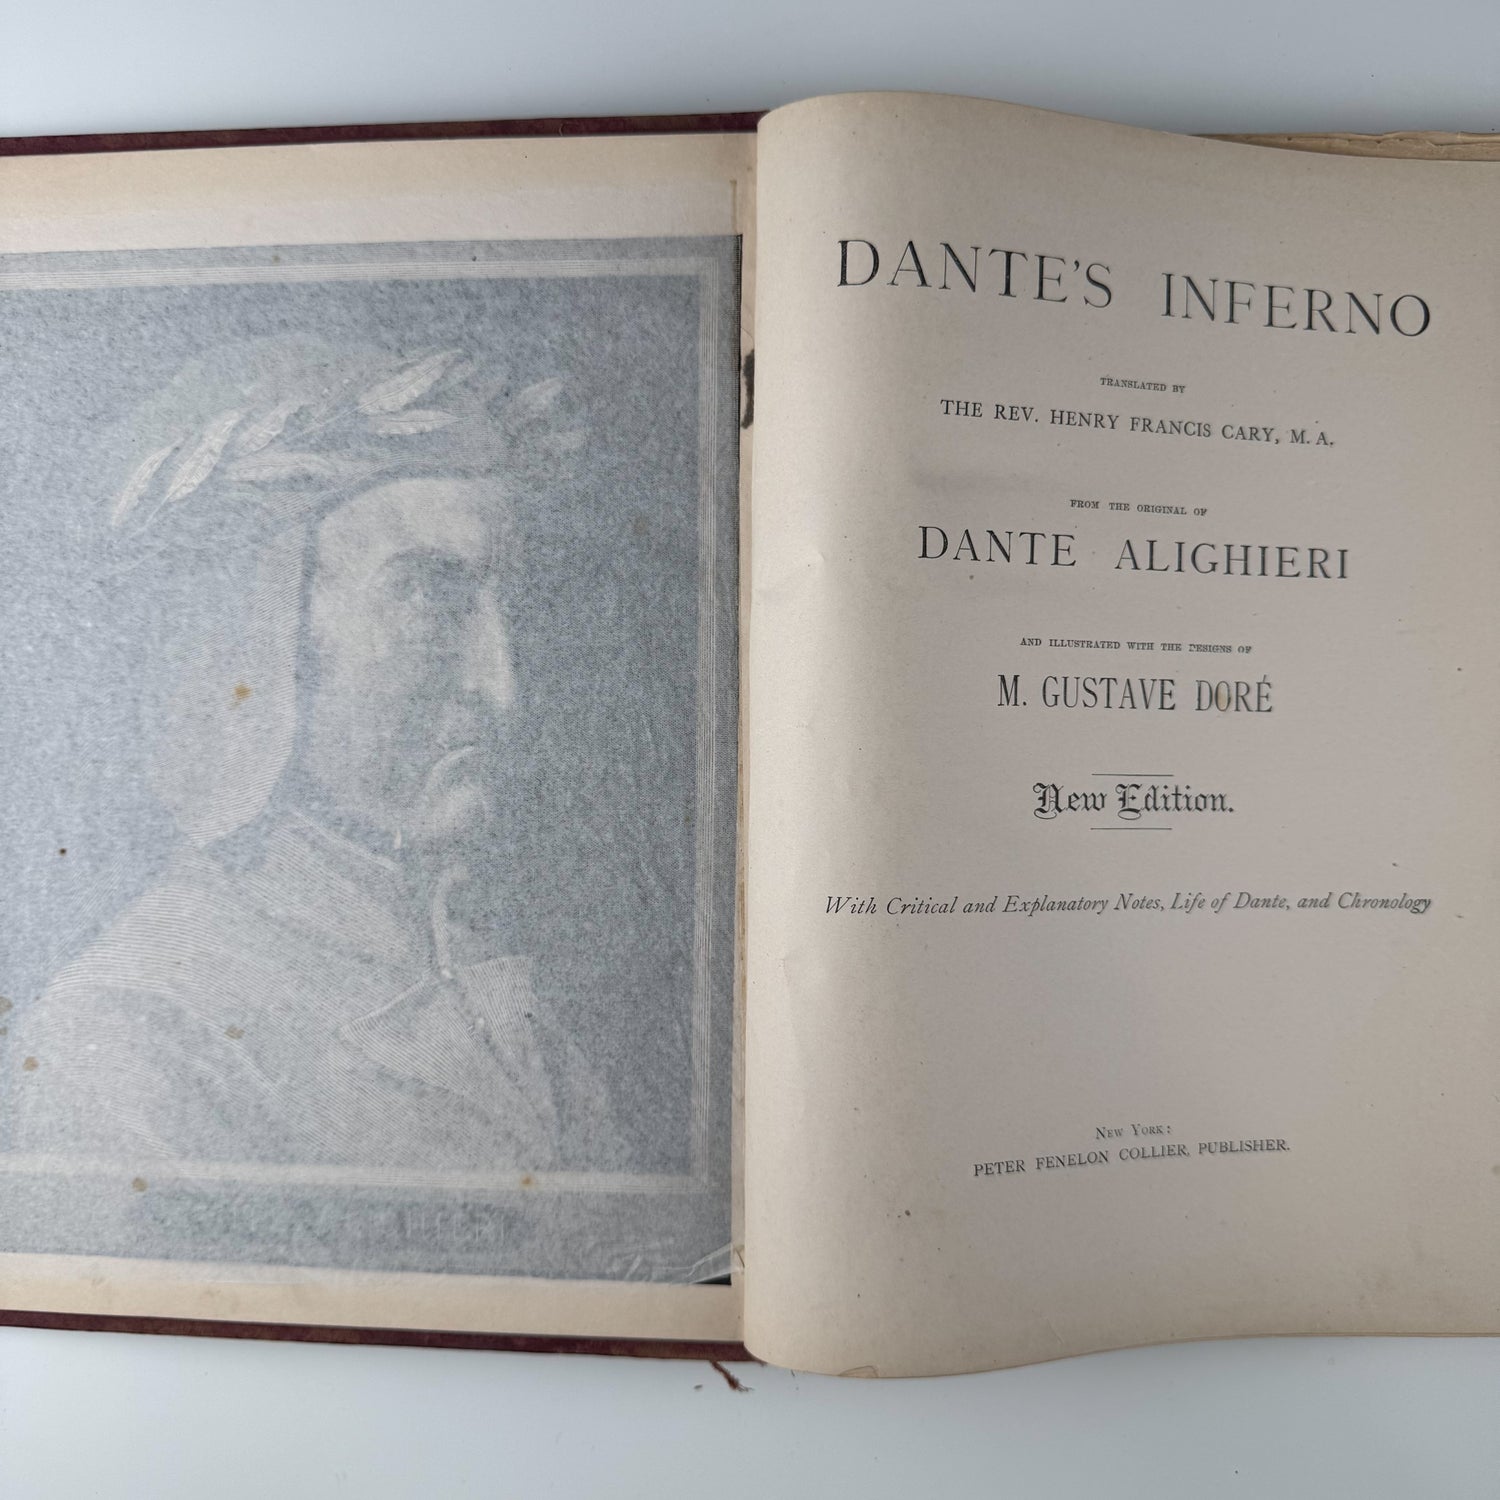 DANTE'S INFERNO
TRANSLATED BY
THE REV. HENRY FRANCIS CARY, M. A.
FROM THE ORIGINAL OF
DANTE ALIGHIERI
AND ILLUSTRATED WITH THE DESIGNS OF
M. GUSTAVE DORÉ
New Edition.
With Critical and Explanatory Notes, Life of Dante, and Chronology
NEW YORK:
PETER FENELON COLLIER, PUBLISHER.